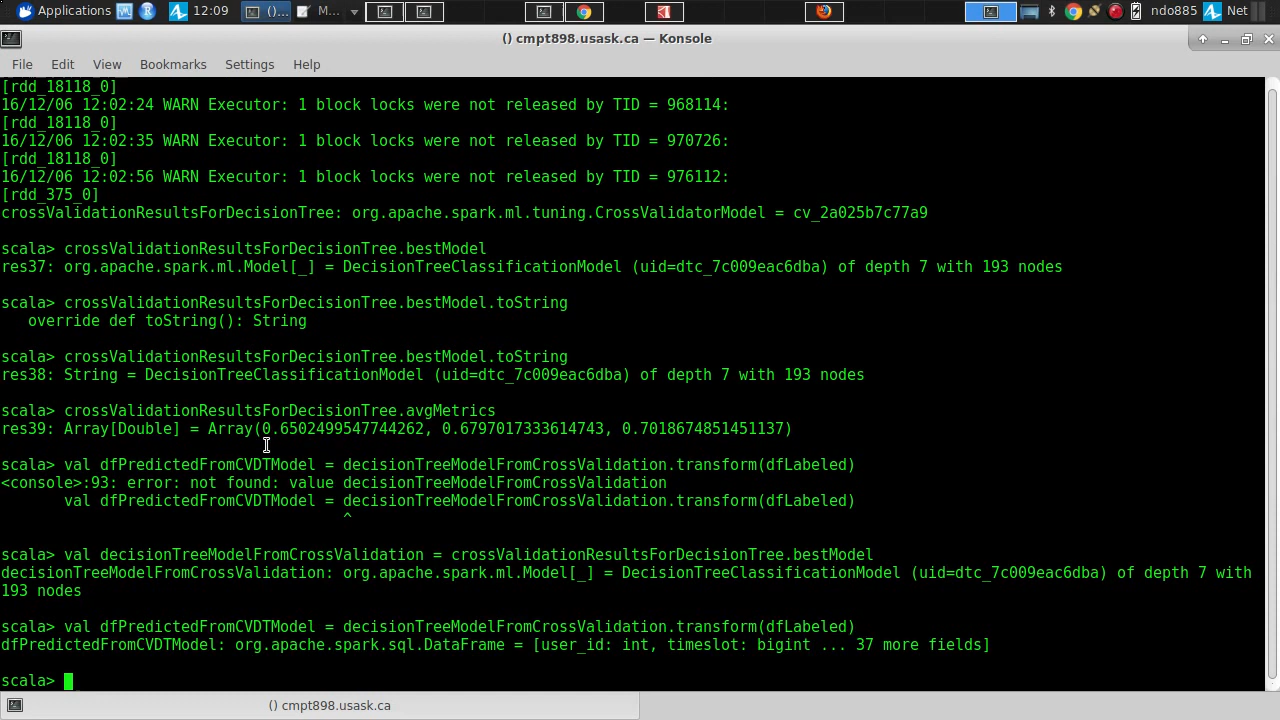 Applications 12:09 ()... M... ndo885 Net
() cmpt898.usask.ca — Konsole
File Edit View Bookmarks Settings Help
[rdd_18118_0]
16/12/06 12:02:24 WARN Executor: 1 block locks were not released by TID = 968114:
[rdd_18118_0]
16/12/06 12:02:35 WARN Executor: 1 block locks were not released by TID = 970726:
[rdd_18118_0]
16/12/06 12:02:56 WARN Executor: 1 block locks were not released by TID = 976112:
[rdd_375_0]
crossValidationResultsForDecisionTree: org.apache.spark.ml.tuning.CrossValidatorModel = cv_2a025b7c77a9
scala> crossValidationResultsForDecisionTree.bestModel
res37: org.apache.spark.ml.Model[_] = DecisionTreeClassificationModel (uid=dtc_7c009eac6dba) of depth 7 with 193 nodes
scala> crossValidationResultsForDecisionTree.bestModel.toString
   override def toString(): String
scala> crossValidationResultsForDecisionTree.bestModel.toString
res38: String = DecisionTreeClassificationModel (uid=dtc_7c009eac6dba) of depth 7 with 193 nodes
scala> crossValidationResultsForDecisionTree.avgMetrics
res39: Array[Double] = Array(0.6502499547744262, 0.6797017333614743, 0.7018674851451137)
scala> val dfPredictedFromCVDTModel = decisionTreeModelFromCrossValidation.transform(dfLabeled)
<console>:93: error: not found: value decisionTreeModelFromCrossValidation
       val dfPredictedFromCVDTModel = decisionTreeModelFromCrossValidation.transform(dfLabeled)
                                      ^
scala> val decisionTreeModelFromCrossValidation = crossValidationResultsForDecisionTree.bestModel
decisionTreeModelFromCrossValidation: org.apache.spark.ml.Model[_] = DecisionTreeClassificationModel (uid=dtc_7c009eac6dba) of depth 7 with
193 nodes
scala> val dfPredictedFromCVDTModel = decisionTreeModelFromCrossValidation.transform(dfLabeled)
dfPredictedFromCVDTModel: org.apache.spark.sql.DataFrame = [user_id: int, timeslot: bigint ... 37 more fields]
scala>
() cmpt898.usask.ca